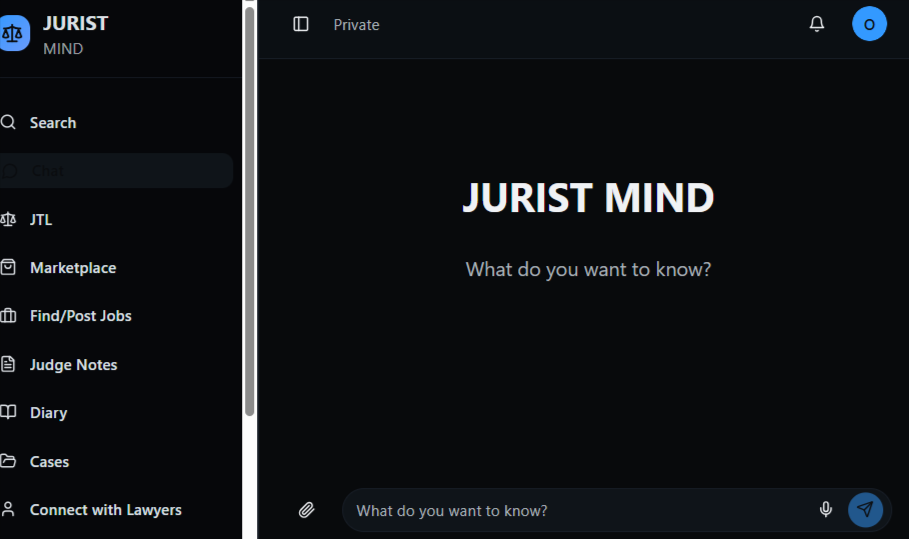 JURIST
MIND
Search
Chat
JTL
Marketplace
Find/Post Jobs
Judge Notes
Diary
Cases
Connect with Lawyers
Private
O
JURIST MIND
What do you want to know?
What do you want to know?